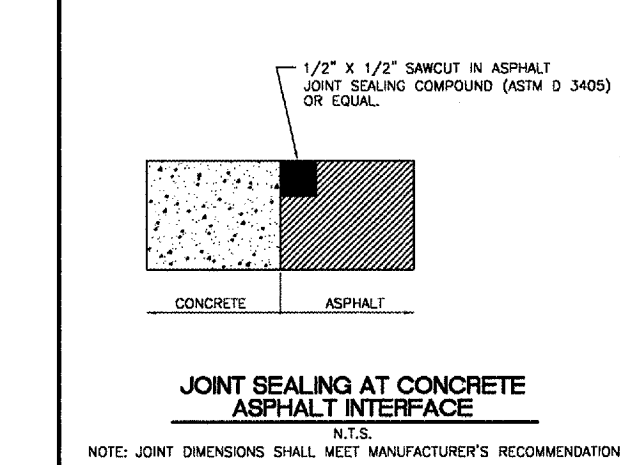 1/2" X 1/2" SAWCUT IN ASPHALT
JOINT SEALING COMPOUND (ASTM D 3405)
OR EQUAL.
CONCRETE ASPHALT
JOINT SEALING AT CONCRETE
ASPHALT INTERFACE
N.T.S.
NOTE: JOINT DIMENSIONS SHALL MEET MANUFACTURER'S RECOMMENDATION